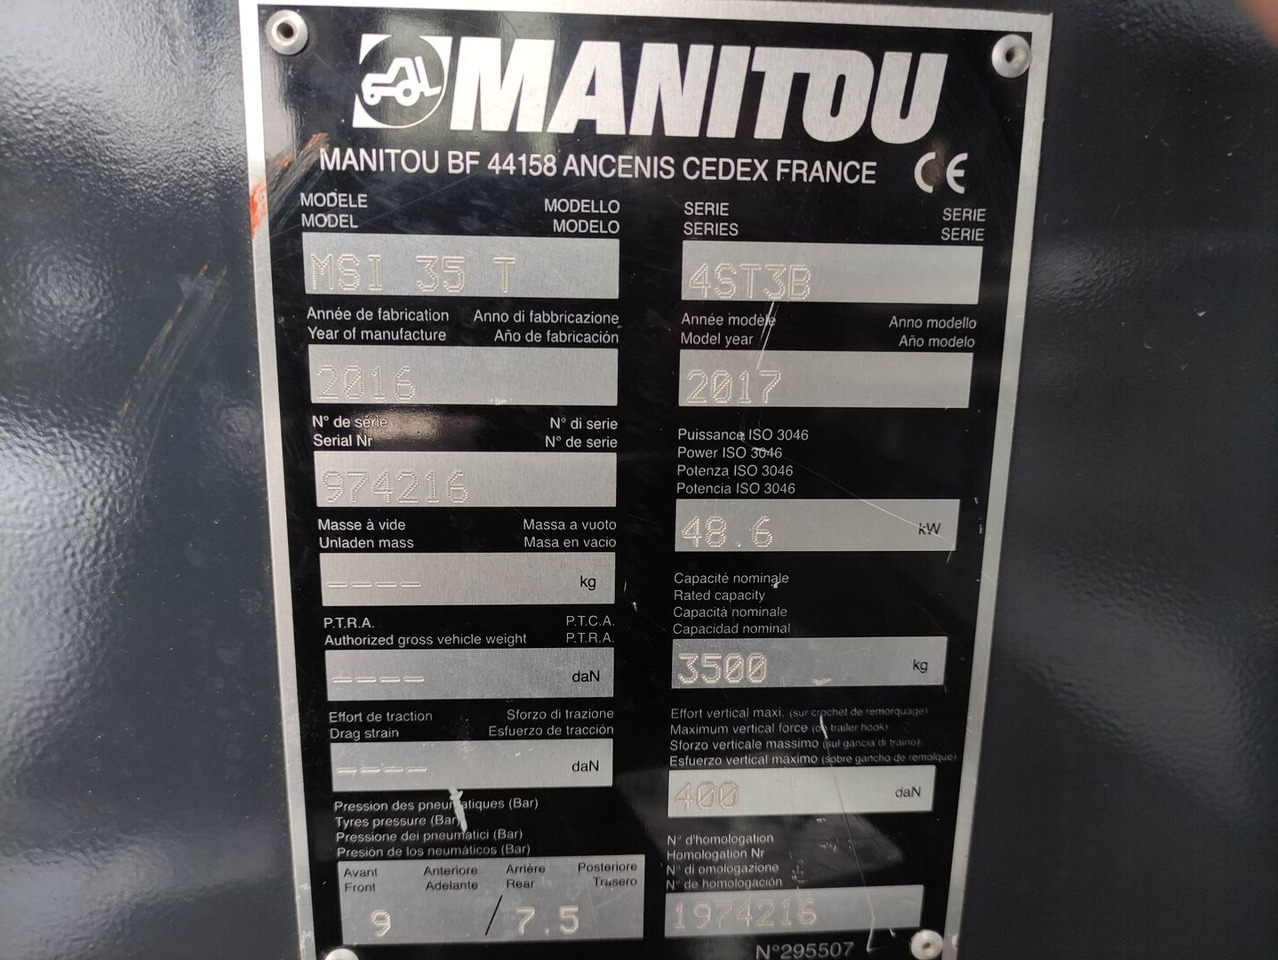 MANITOU
MANITOU BF 44158 ANCENIS CEDEX FRANCE CE
MODELE MODELLO
MODEL MODELO
MSI 35 T
Année de fabrication Anno di fabbricazione
Year of manufacture Año de fabricación
2016
N° de série N° di serie
Serial Nr N° de serie
974216
Masse à vide Massa a vuoto
Unladen mass Masa en vacio
---- kg
P.T.R.A. P.T.C.A.
Authorized gross vehicle weight P.T.R.A.
---- daN
Effort de traction Sforzo di trazione
Drag strain Esfuerzo de tracción
---- daN
Pression des pneumatiques (Bar)
Tyres pressure (Bar)
Pressione dei pneumatici (Bar)
Presión de los neumáticos (Bar)
Avant Anteriore Arrière Posteriore
Front Adelante Rear Trasero
9 / 7.5
SERIE SERIE
SERIES SERIE
4ST3B
Année modèle Anno modello
Model year Año modelo
2017
Puissance ISO 3046
Power ISO 3046
Potenza ISO 3046
Potencia ISO 3046
48.6 kW
Capacité nominale
Rated capacity
Capacità nominale
Capacidad nominal
3500 kg
Effort vertical maxi. (sur crochet de remorquage)
Maximum vertical force (on trailer hook)
Sforzo verticale massimo (sul gancia di traino)
Esfuerzo vertical máximo (sobre gancho de remolque)
400 daN
N° d'homologation
Homologation Nr
N° di omologazione
N° de homologación
1974216
N°295507